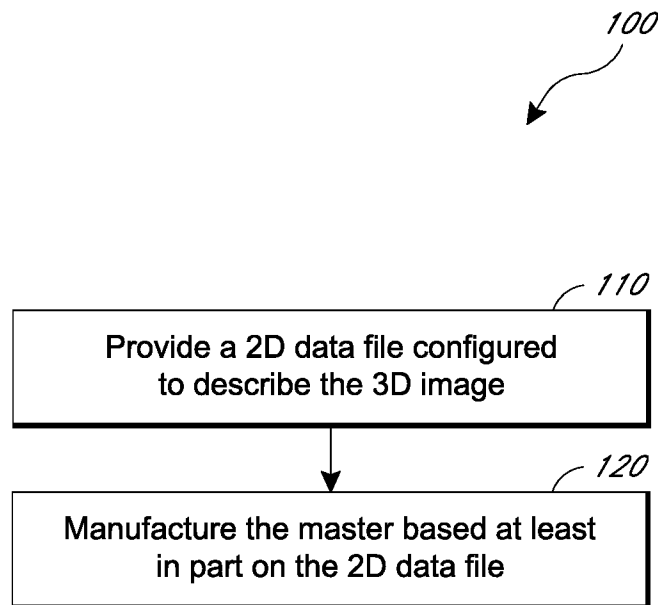 100
110
Provide a 2D data file configured
to describe the 3D image
120
Manufacture the master based at least
in part on the 2D data file